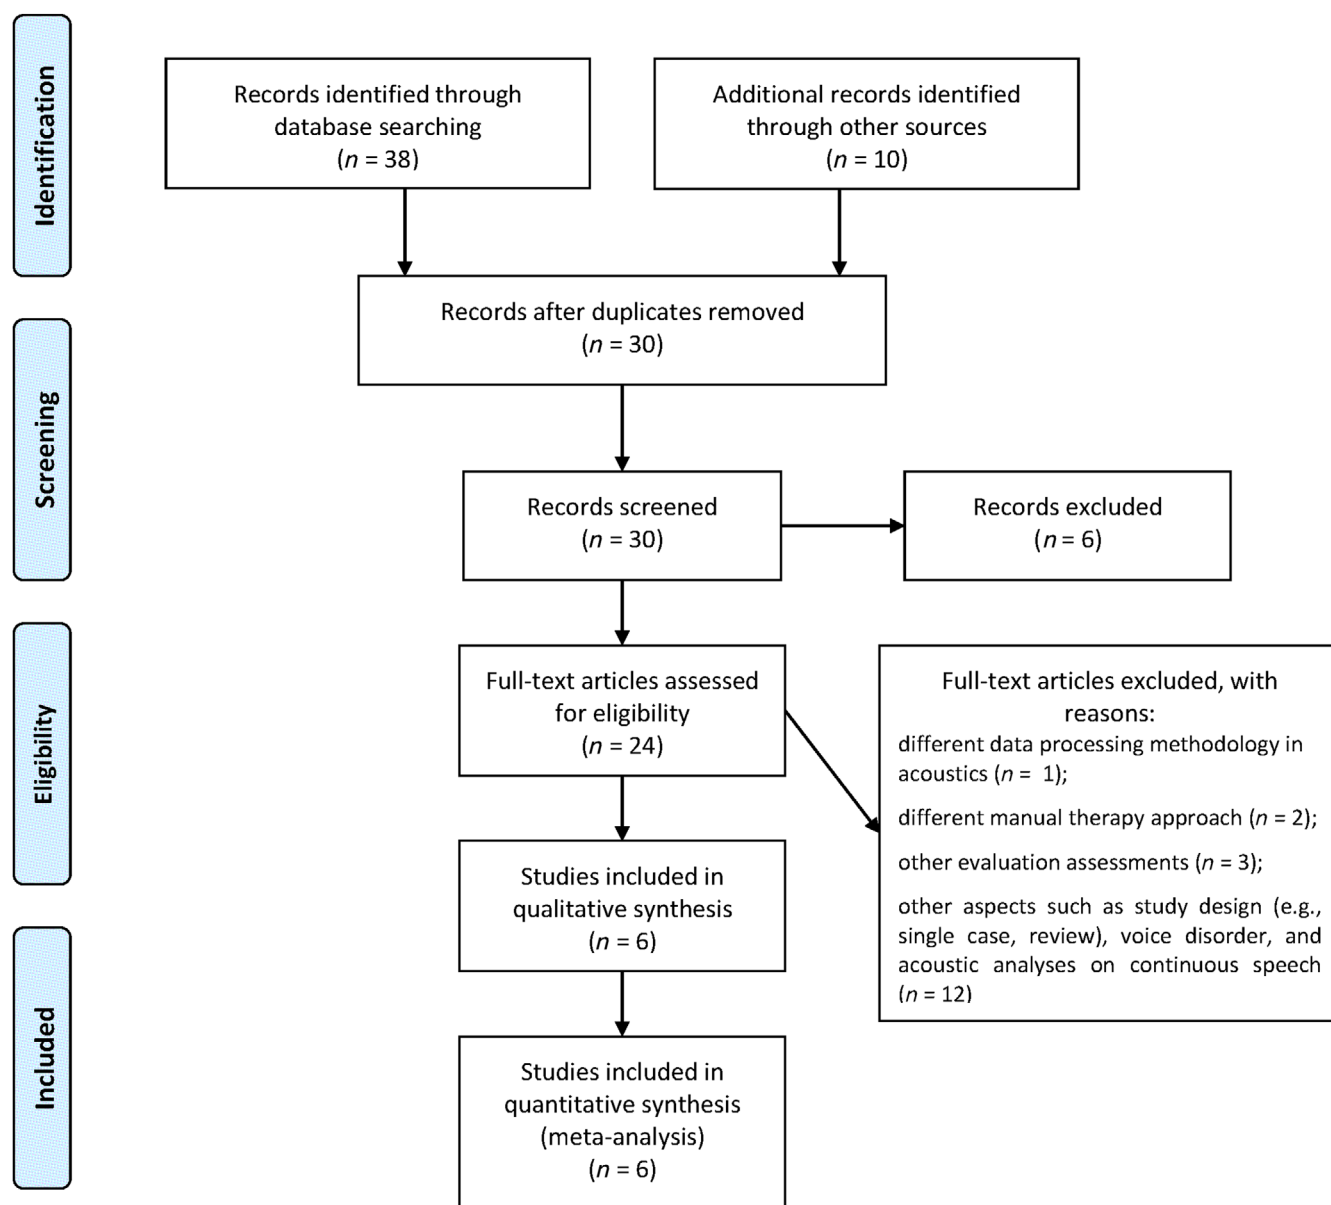 Identification
Records identified through
database searching
(n = 38)
Additional records identified
through other sources
(n = 10)
Records after duplicates removed
(n = 30)
Screening
Records screened
(n = 30)
Records excluded
(n = 6)
Eligibility
Full-text articles assessed
for eligibility
(n = 24)
Full-text articles excluded, with
reasons:
different data processing methodology in
acoustics (n = 1);
different manual therapy approach (n = 2);
other evaluation assessments (n = 3);
other aspects such as study design (e.g.,
single case, review), voice disorder, and
acoustic analyses on continuous speech
(n = 12)
Studies included in
qualitative synthesis
(n = 6)
Included
Studies included in
quantitative synthesis
(meta-analysis)
(n = 6)